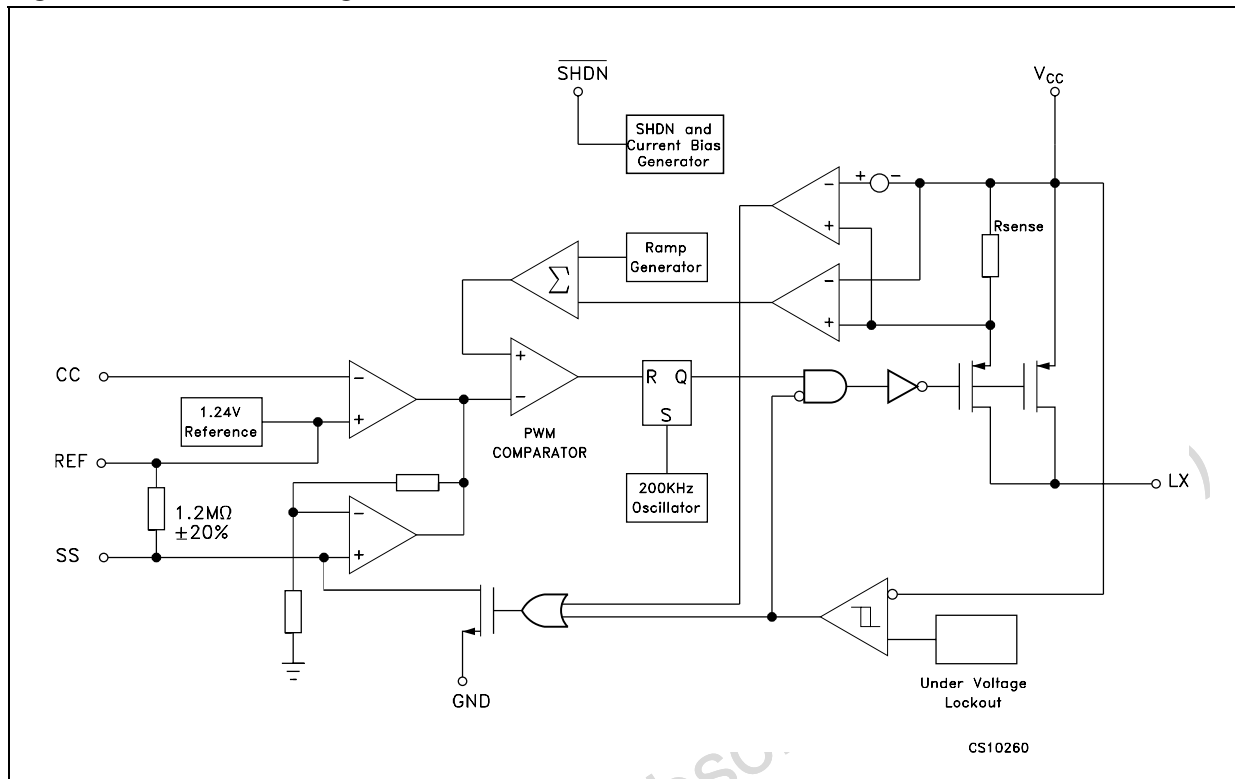 SHDN
VCC
SHDN and
Current Bias
Generator
+ -
-
+
Rsense
Ramp
Generator
Σ
-
+
CC
-
+
+
-
R Q
S
1.24V
Reference
PWM
COMPARATOR
REF
200KHz
Oscillator
LX
1.2MΩ
±20%
-
+
SS
GND
Under Voltage
Lockout
CS10260